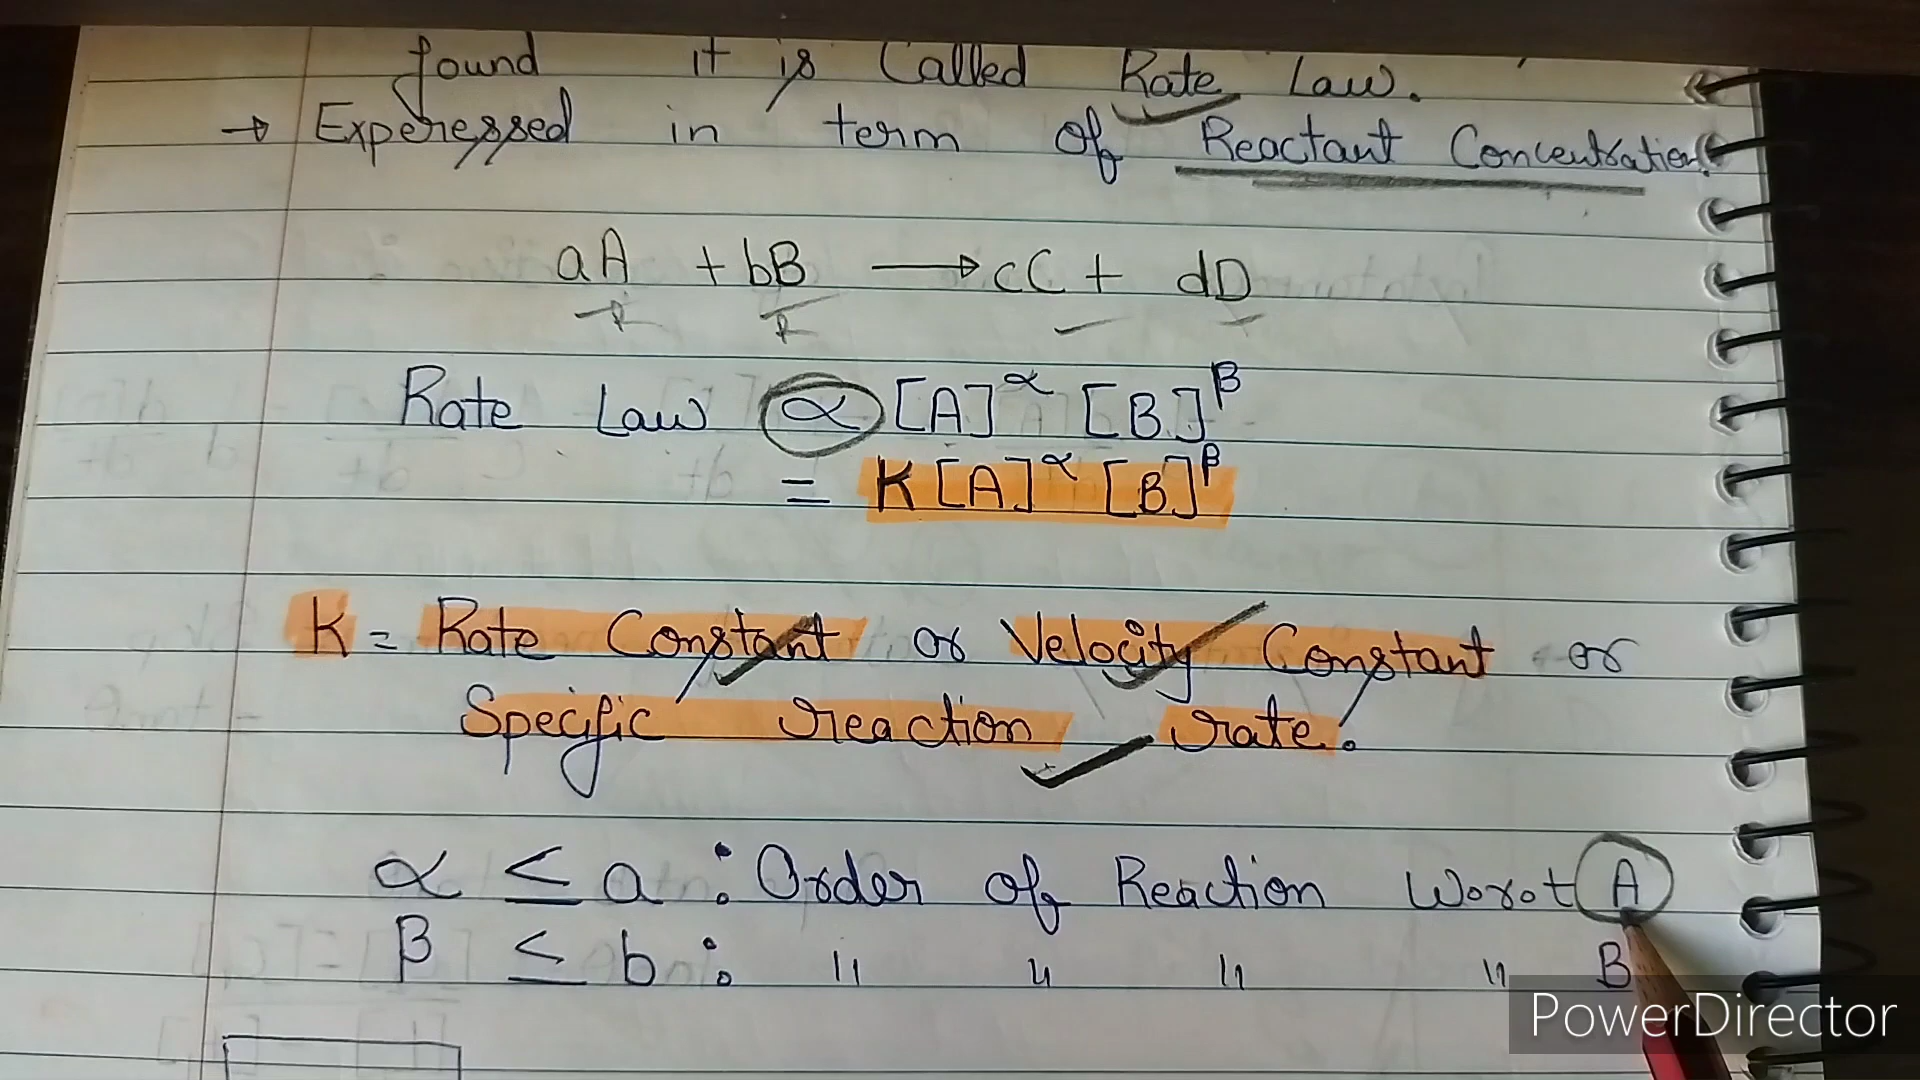 found it is Called Rate Law.
→ Experessed in term of Reactant Concentration.
aA + bB → cC + dD
R R
Rate Law ∝ [A]^α [B]^β
= K[A]^α [B]^β
K = Rate Constant or Velocity Constant or
Specific reaction rate.
α ≤ a : Order of Reaction worot A
β ≤ b : " " " " B
PowerDirector